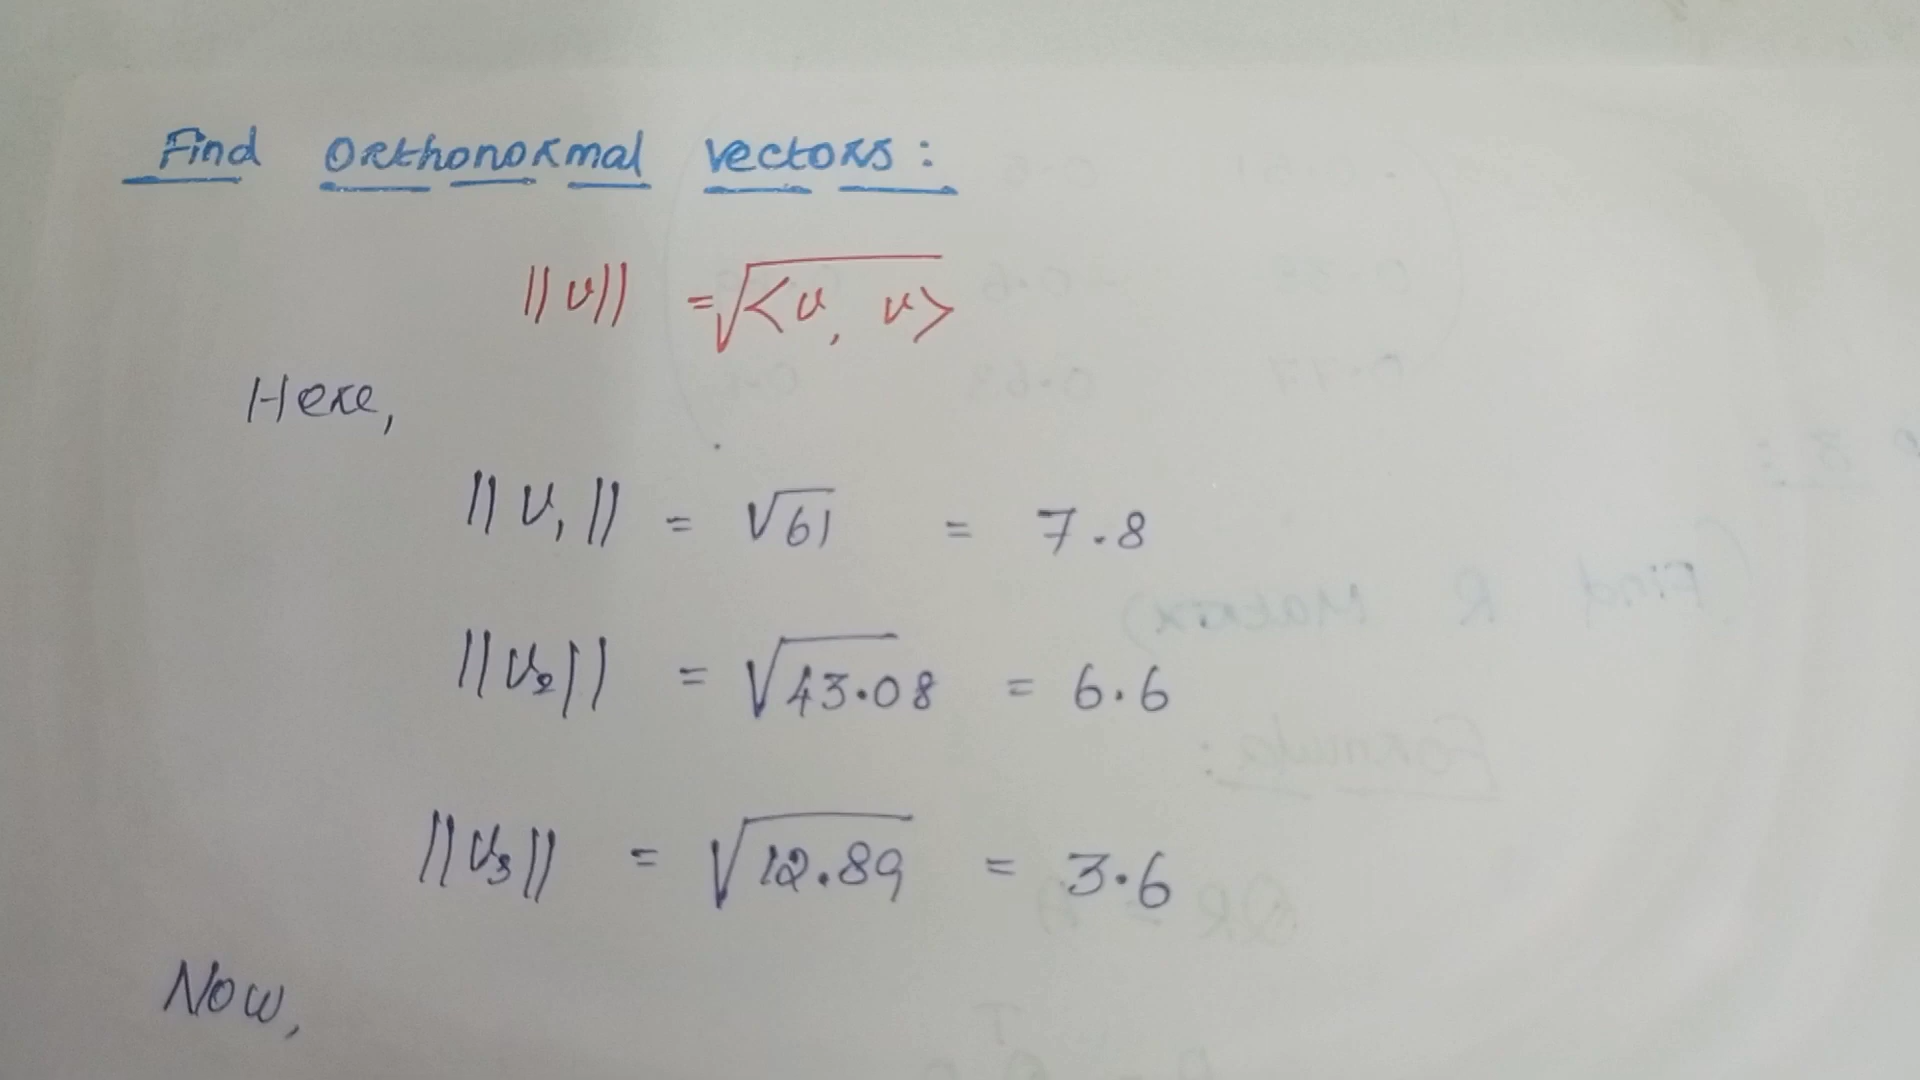 Find Orthonormal vectors:
||v|| = √<v, v>
Here,
||v₁|| = √61 = 7.8
||v₂|| = √43.08 = 6.6
||v₃|| = √12.89 = 3.6
Now,